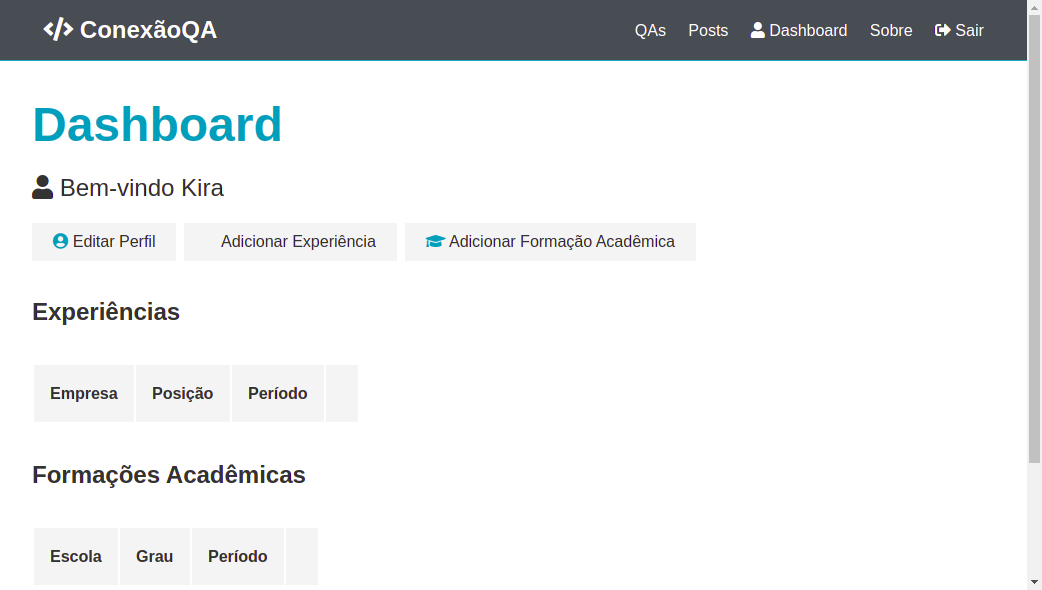 ConexãoQA
QAs Posts Dashboard Sobre Sair
Dashboard
Bem-vindo Kira
Editar Perfil Adicionar Experiência Adicionar Formação Acadêmica
Experiências
Empresa Posição Período
Formações Acadêmicas
Escola Grau Período